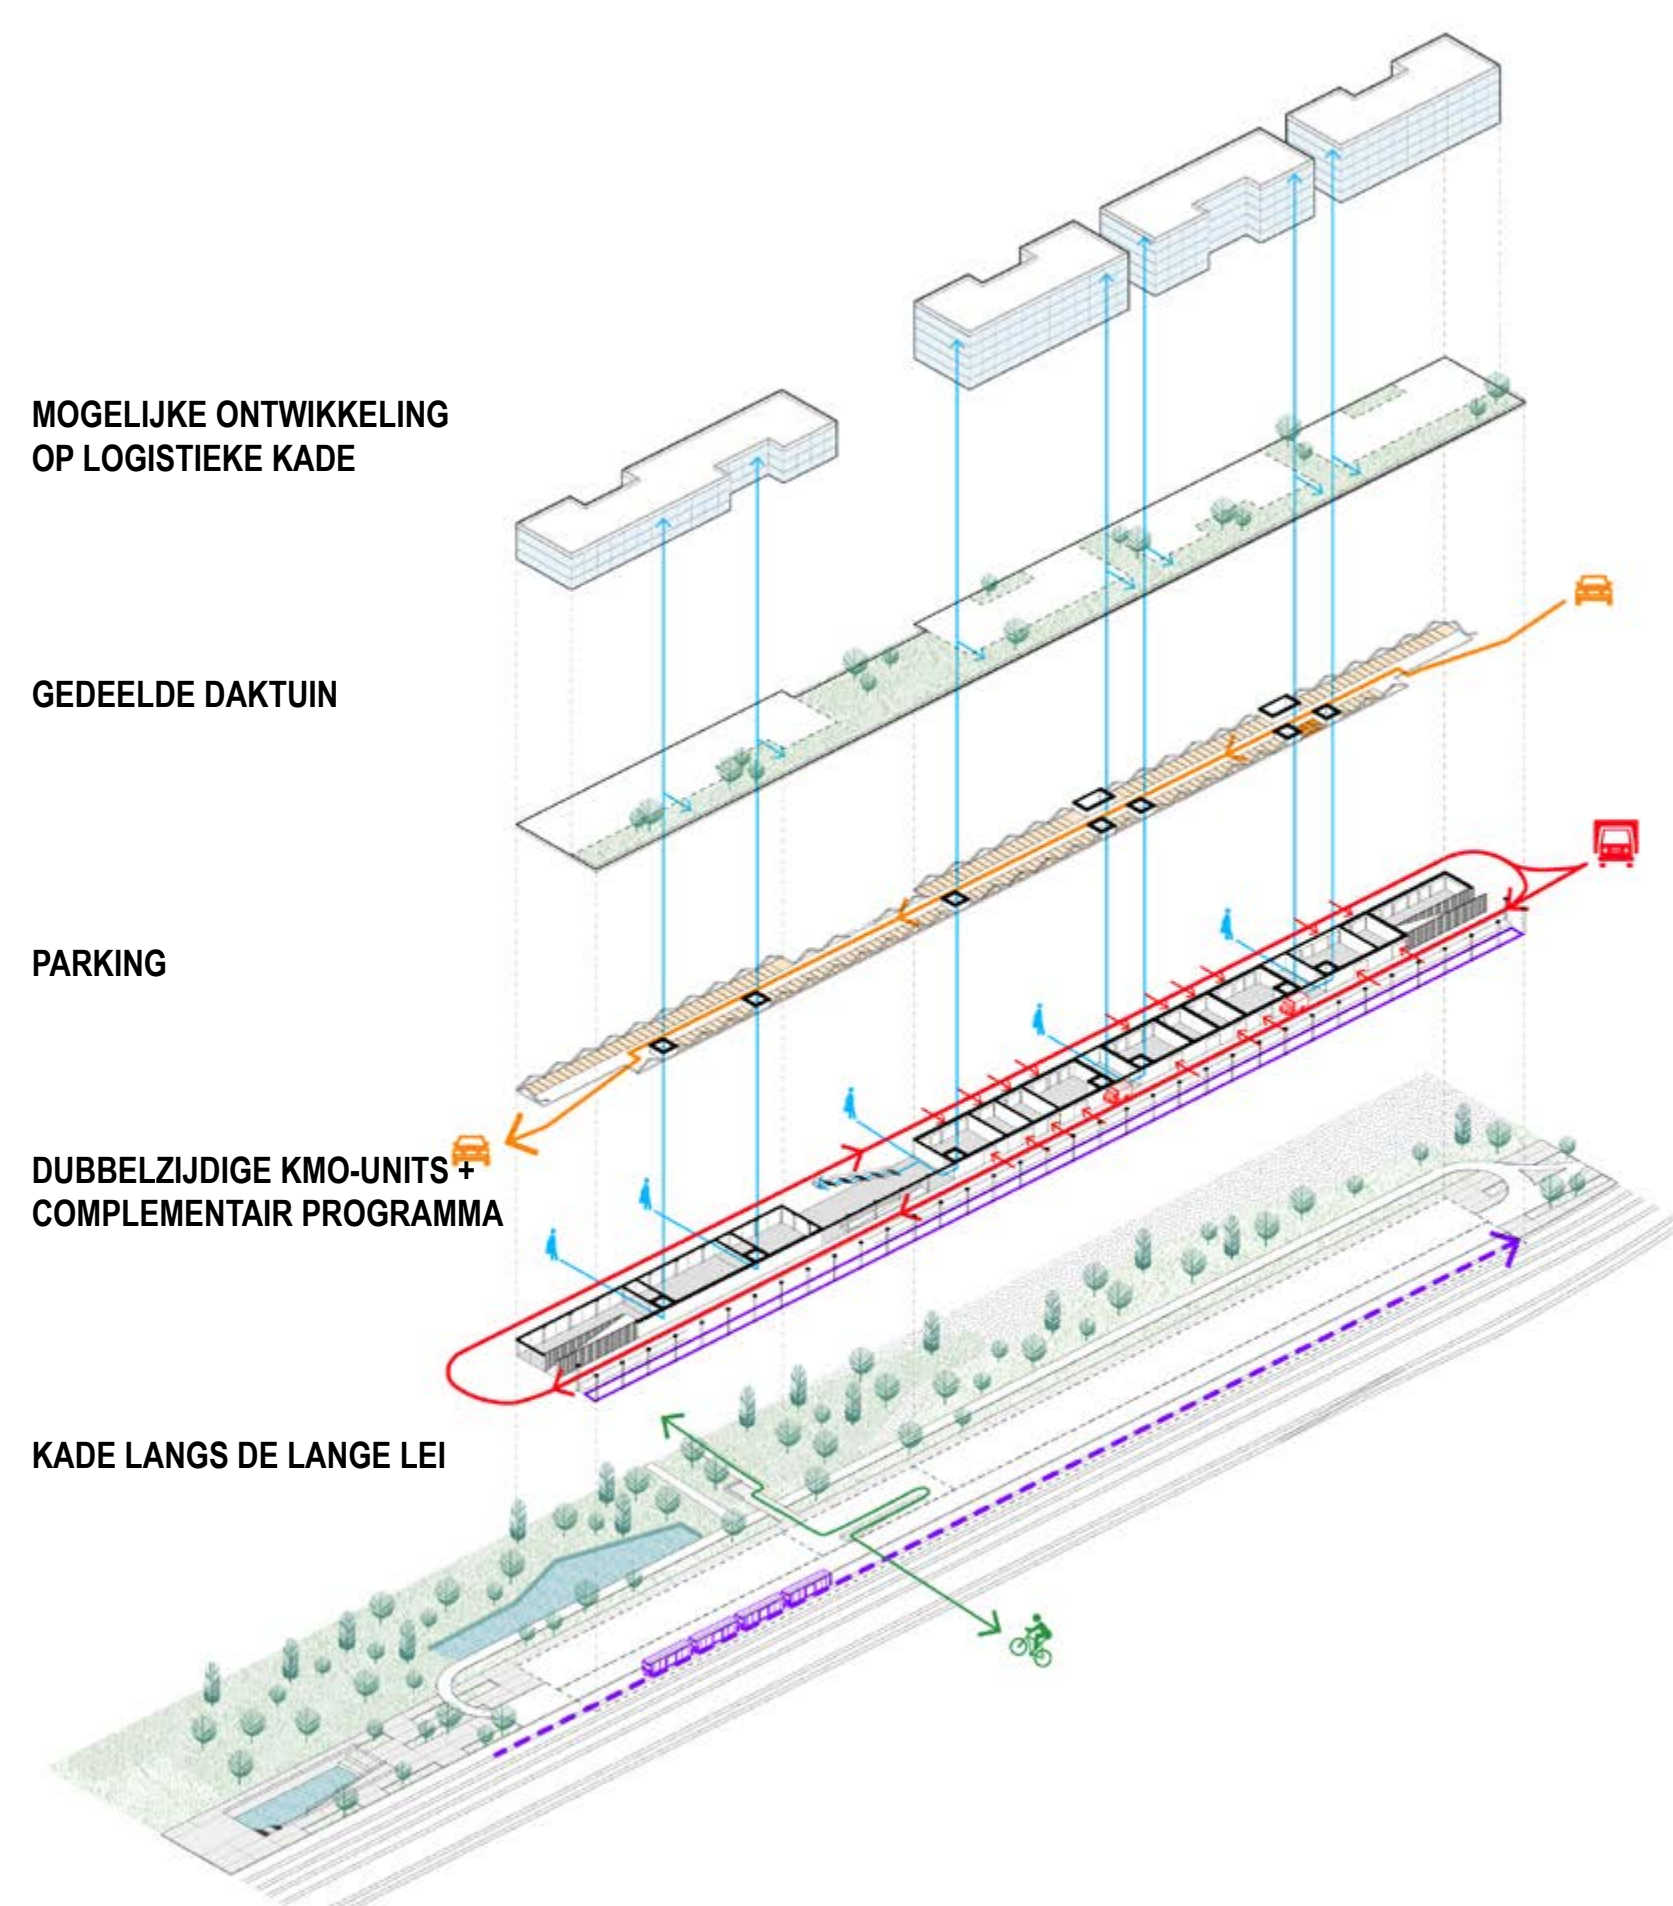 MOGELIJKE ONTWIKKELING
OP LOGISTIEKE KADE
GEDEELDE DAKTUIN
PARKING
DUBBELZIJDIGE KMO-UNITS +
COMPLEMENTAIR PROGRAMMA
KADE LANGS DE LANGE LEI